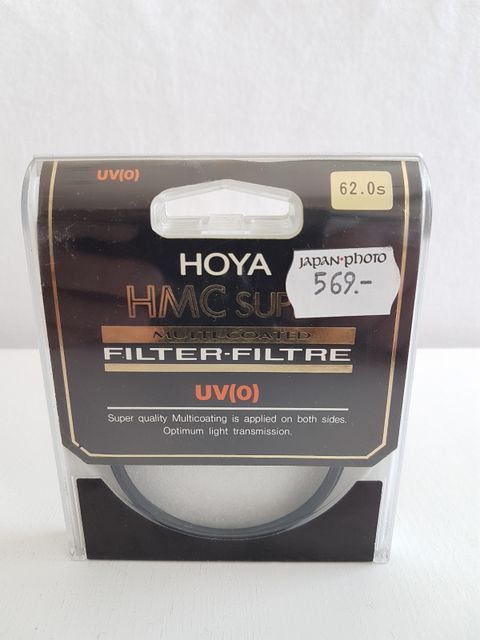 UV(0)
62.0s
HOYA
JAPAN·PHOTO
569.-
HMC SUP
MULTI-COATED
FILTER·FILTRE
UV(0)
Super quality Multicoating is applied on both sides.
Optimum light transmission.